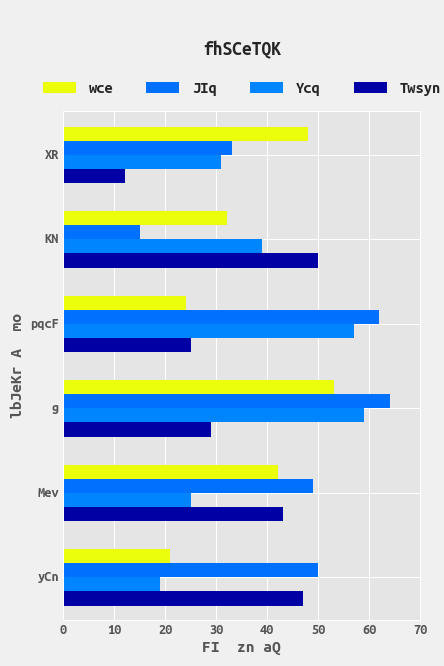 fhSCeTQK
wce JIq Ycq Twsyn
XR
KN
pqcF
g
Mev
yCn
lbJeKr A  mo
0 10 20 30 40 50 60 70
FI  zn aQ